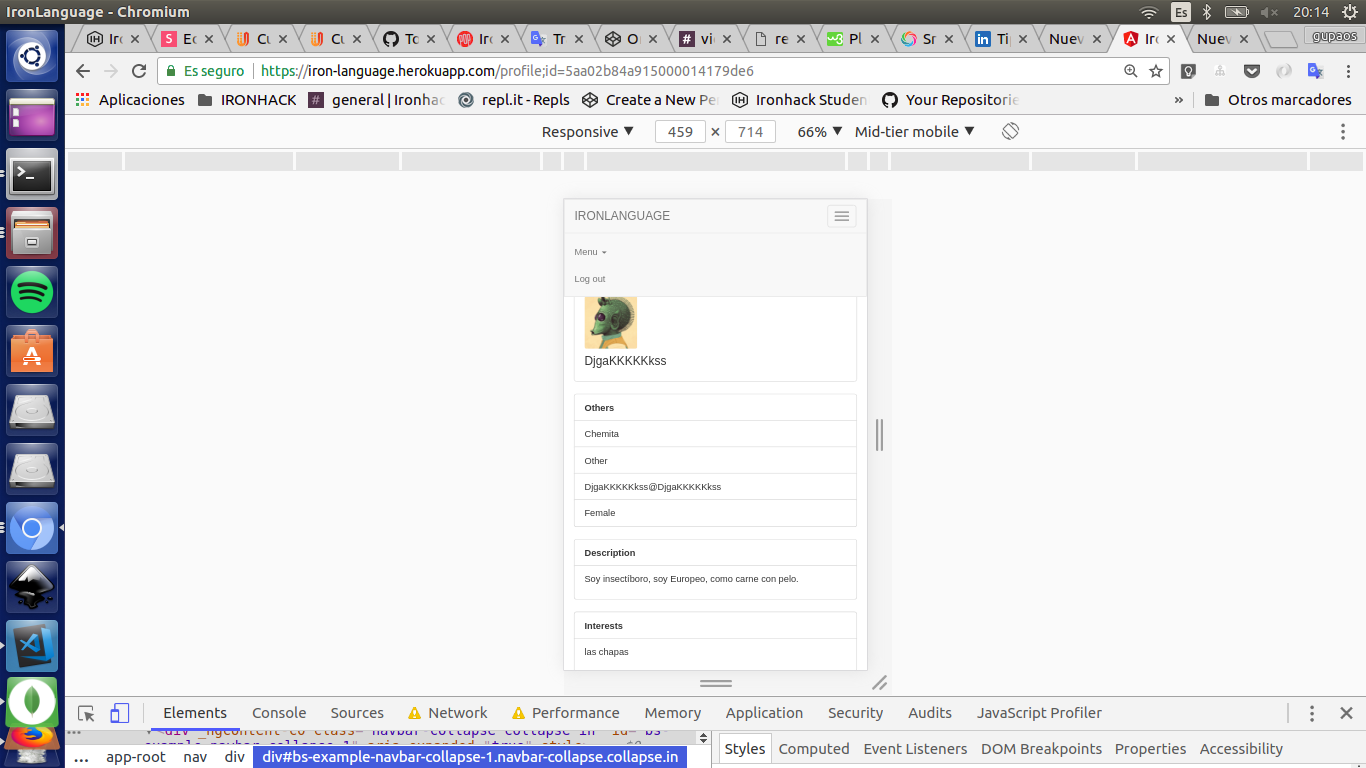 IronLanguage - Chromium
Es
20:14
Iro
Ec
Cu
Cu
To
Iro
Tr
O
vi
re
Pl
Sr
Tip
Nuev
Iro
Nuev
gupaos
Es seguro
https://iron-language.herokuapp.com/profile;id=5aa02b84a915000014179de6
Aplicaciones
IRONHACK
general | Ironhac
repl.it - Repls
Create a New Pe
Ironhack Studen
Your Repositorie
»
Otros marcadores
Responsive ▼
459 × 714
66% ▼
Mid-tier mobile ▼
IRONLANGUAGE
Menu
Log out
DjgaKKKKKkss
Others
Chemita
Other
DjgaKKKKKkss@DjgaKKKKKkss
Female
Description
Soy insectíboro, soy Europeo, como carne con pelo.
Interests
las chapas
Elements
Console
Sources
Network
Performance
Memory
Application
Security
Audits
JavaScript Profiler
Styles
Computed
Event Listeners
DOM Breakpoints
Properties
Accessibility
...
app-root
nav
div
div#bs-example-navbar-collapse-1.navbar-collapse.collapse.in